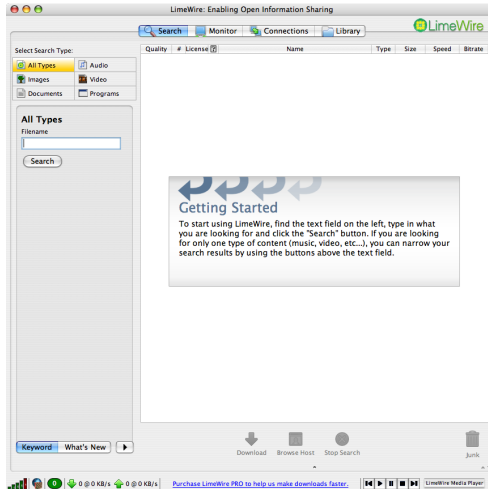 LimeWire: Enabling Open Information Sharing
Search Monitor Connections Library
LimeWire
Select Search Type:
All Types Audio
Images Video
Documents Programs
Quality # License ? Name Type Size Speed Bitrate
All Types
Filename
Search
Getting Started
To start using LimeWire, find the text field on the left, type in what
you are looking for and click the "Search" button. If you are looking
for only one type of content (music, video, etc...), you can narrow your
search results by using the buttons above the text field.
Keyword What's New
Download Browse Host Stop Search Junk
0 0 @ 0 KB/s 0 @ 0 KB/s Purchase LimeWire PRO to help us make downloads faster. LimeWire Media Player